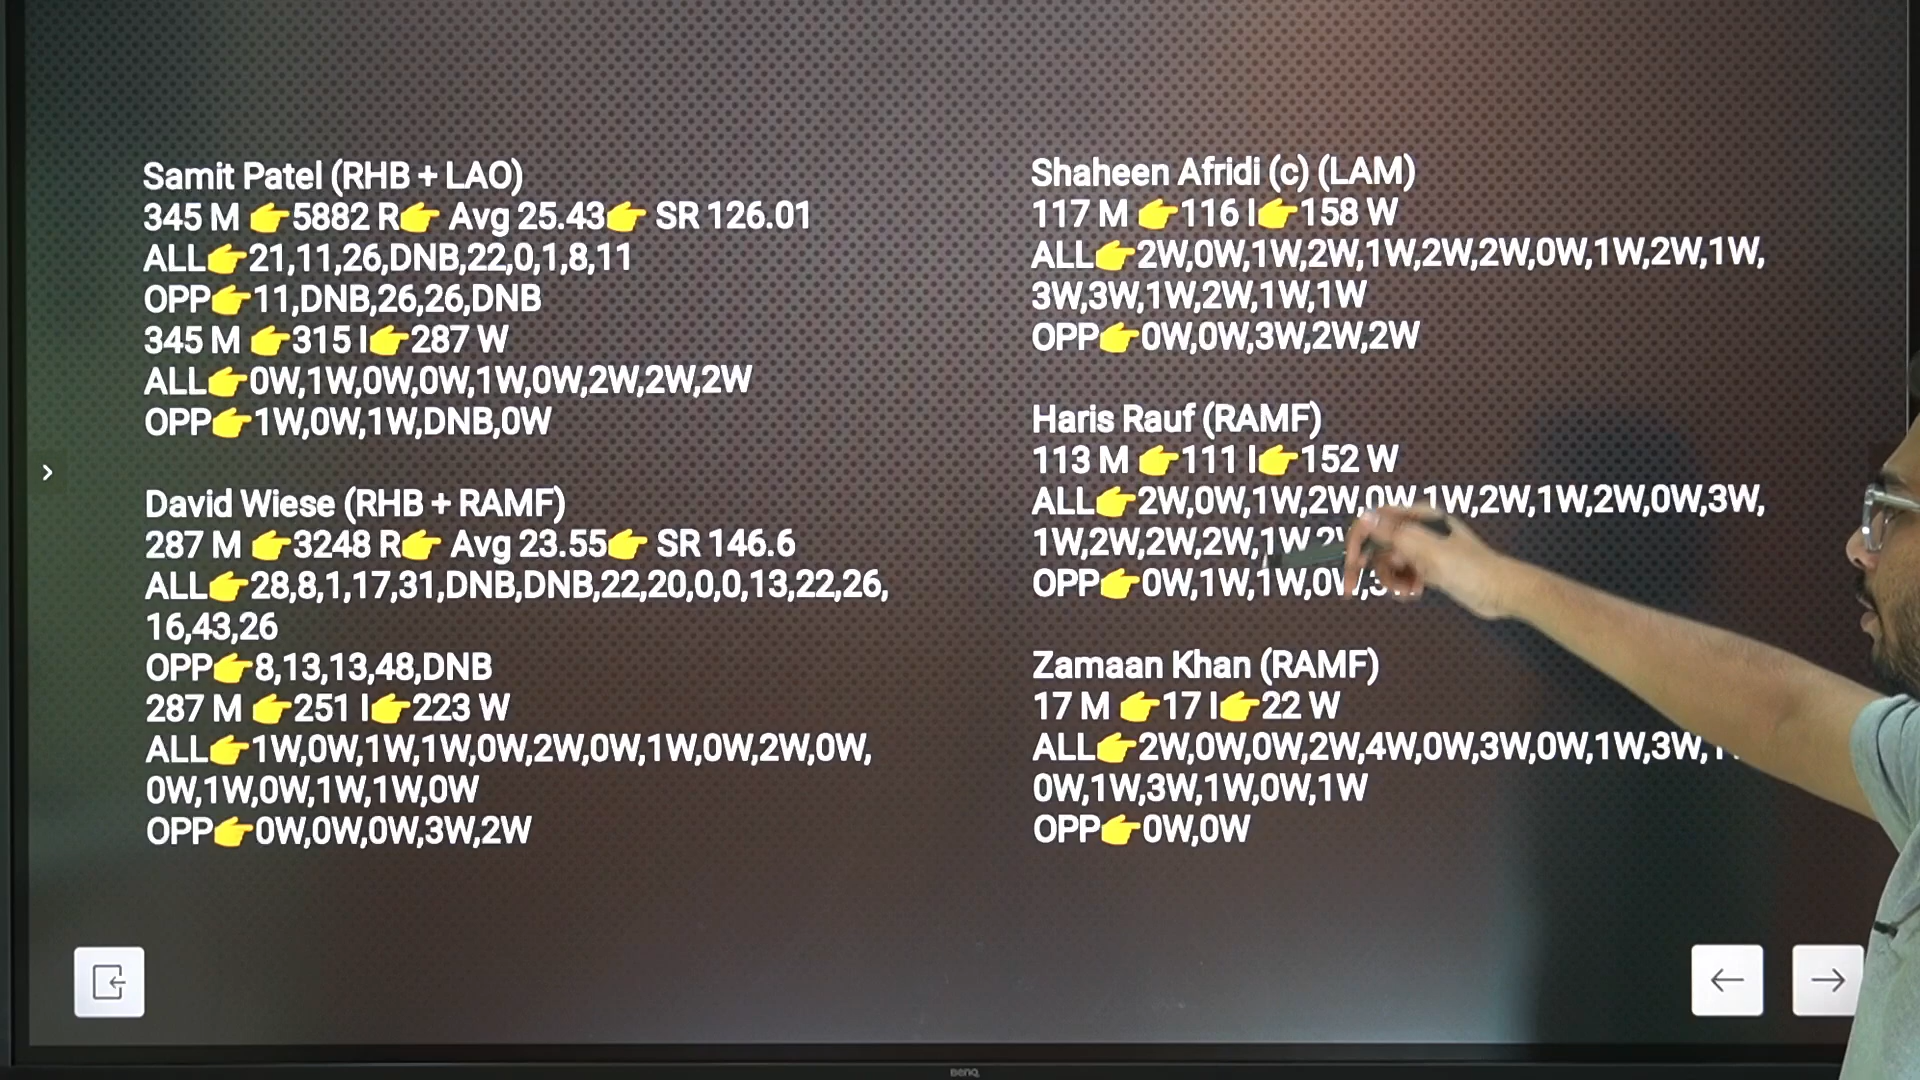 Samit Patel (RHB + LAO)
345 M 👉5882 R👉 Avg 25.43👉 SR 126.01
ALL👉21,11,26,DNB,22,0,1,8,11
OPP👉11,DNB,26,26,DNB
345 M 👉315 I👉287 W
ALL👉0W,1W,0W,0W,1W,0W,2W,2W,2W
OPP👉1W,0W,1W,DNB,0W
David Wiese (RHB + RAMF)
287 M 👉3248 R👉 Avg 23.55👉 SR 146.6
ALL👉28,8,1,17,31,DNB,DNB,22,20,0,0,13,22,26,
16,43,26
OPP👉8,13,13,48,DNB
287 M 👉251 I👉223 W
ALL👉1W,0W,1W,1W,0W,2W,0W,1W,0W,2W,0W,
0W,1W,0W,1W,1W,0W
OPP👉0W,0W,0W,3W,2W
Shaheen Afridi (c) (LAM)
117 M 👉116 I👉158 W
ALL👉2W,0W,1W,2W,1W,2W,2W,0W,1W,2W,1W,
3W,3W,1W,2W,1W,1W
OPP👉0W,0W,3W,2W,2W
Haris Rauf (RAMF)
113 M 👉111 I👉152 W
ALL👉2W,0W,1W,2W,0W,1W,2W,1W,2W,0W,3W,
1W,2W,2W,2W,1W
OPP👉0W,1W,1W,0W
Zamaan Khan (RAMF)
17 M 👉17 I👉22 W
ALL👉2W,0W,0W,2W,4W,0W,3W,0W,1W,3W,
0W,1W,3W,1W,0W,1W
OPP👉0W,0W
BenQ